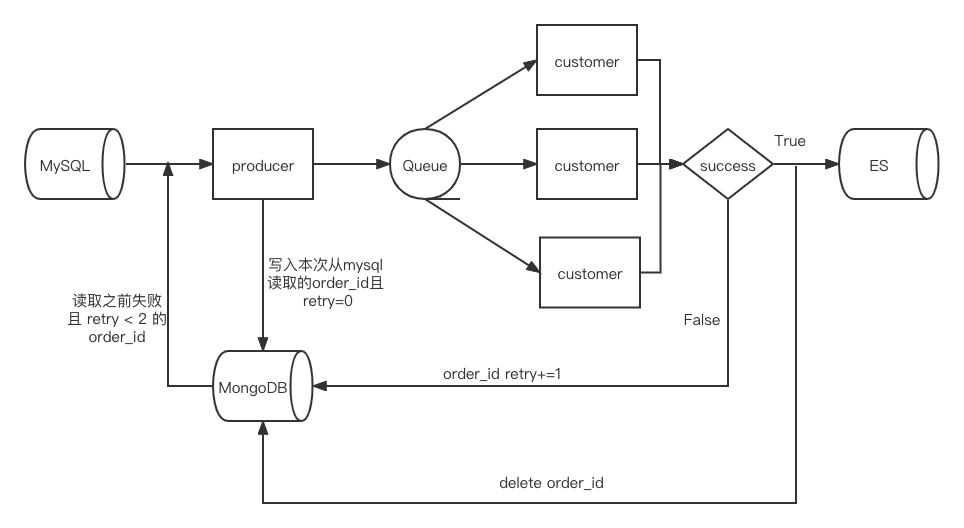 customer
True
MySQL
producer
Queue
customer
success
ES
写入本次从mysql
读取的order_id且
retry=0
customer
读取之前失败
且 retry < 2 的
order_id
False
MongoDB
order_id retry+=1
delete order_id